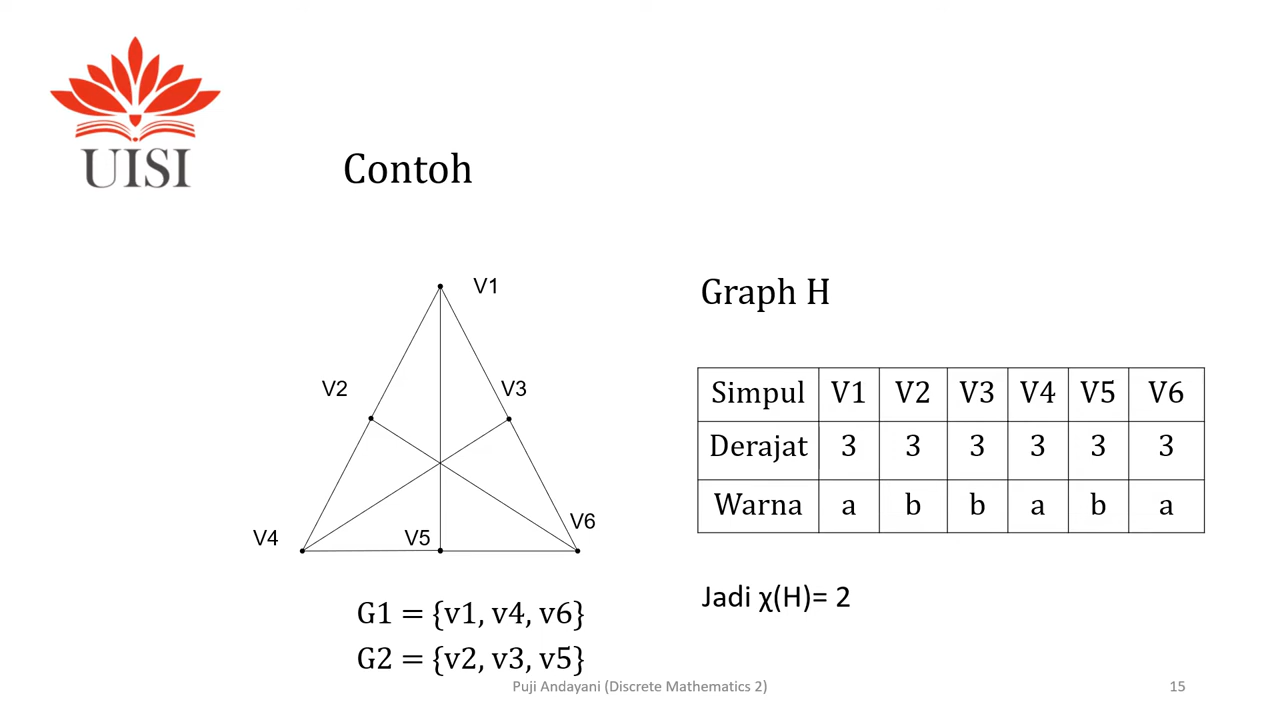 UISI
Contoh
V1
V2
V3
V4
V5
V6
G1 = {v1, v4, v6}
G2 = {v2, v3, v5}
Graph H
Simpul V1 V2 V3 V4 V5 V6
Derajat 3 3 3 3 3 3
Warna a b b a b a
Jadi χ(H)= 2
Puji Andayani (Discrete Mathematics 2)
15